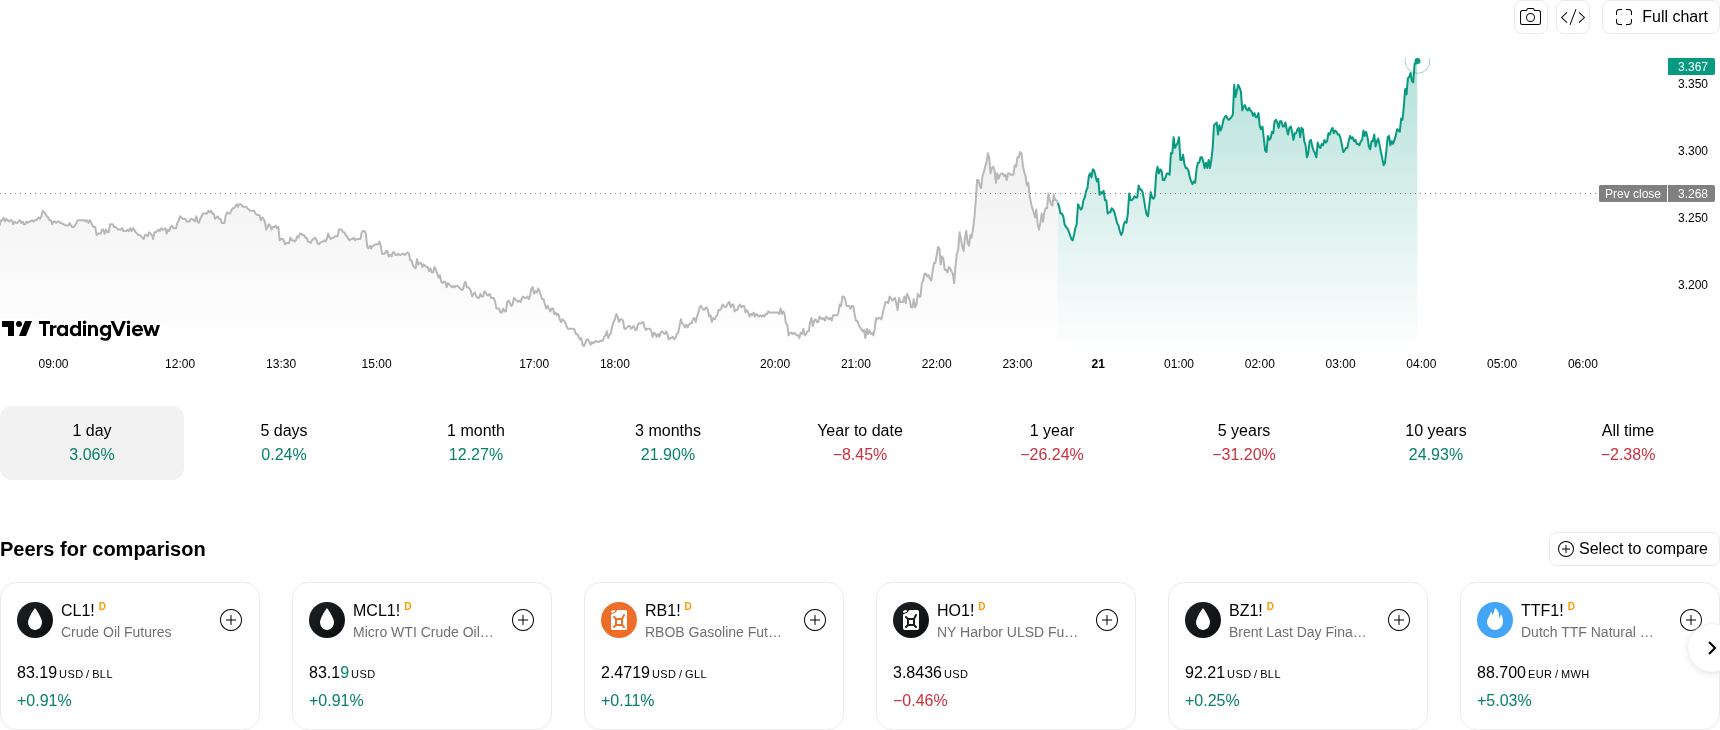 Full chart
3.367
3.350
3.300
Prev close 3.268
3.250
3.200
TradingView
09:00 12:00 13:30 15:00 17:00 18:00 20:00 21:00 22:00 23:00 21 01:00 02:00 03:00 04:00 05:00 06:00
1 day 5 days 1 month 3 months Year to date 1 year 5 years 10 years All time
3.06% 0.24% 12.27% 21.90% −8.45% −26.24% −31.20% 24.93% −2.38%
Peers for comparison
Select to compare
CL1! D
Crude Oil Futures
83.19 USD / BLL
+0.91%
MCL1! D
Micro WTI Crude Oil…
83.19 USD
+0.91%
RB1! D
RBOB Gasoline Fut…
2.4719 USD / GLL
+0.11%
HO1! D
NY Harbor ULSD Fu…
3.8436 USD
−0.46%
BZ1! D
Brent Last Day Fina…
92.21 USD / BLL
+0.25%
TTF1! D
Dutch TTF Natural …
88.700 EUR / MWH
+5.03%